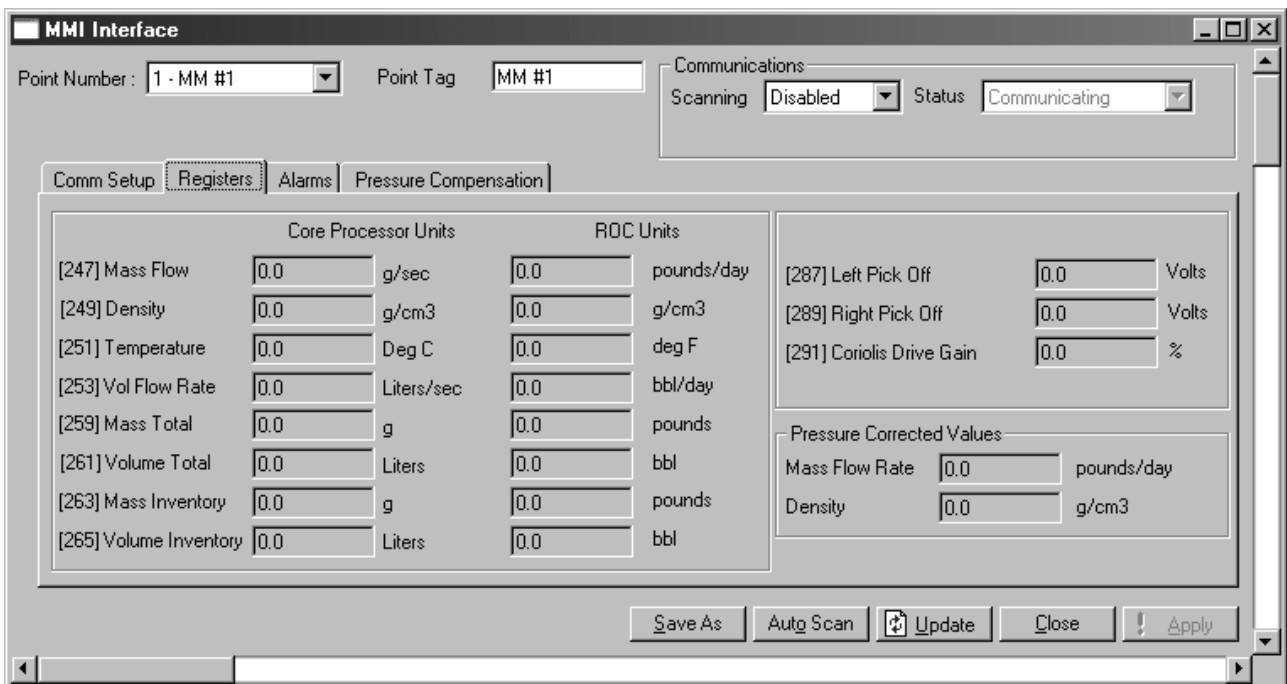 MMI Interface
Point Number : 1 - MM #1 Point Tag MM #1
Communications
Scanning Disabled Status Communicating
Comm Setup Registers Alarms Pressure Compensation
Core Processor Units ROC Units
[247] Mass Flow 0.0 g/sec 0.0 pounds/day
[249] Density 0.0 g/cm3 0.0 g/cm3
[251] Temperature 0.0 Deg C 0.0 deg F
[253] Vol Flow Rate 0.0 Liters/sec 0.0 bbl/day
[259] Mass Total 0.0 g 0.0 pounds
[261] Volume Total 0.0 Liters 0.0 bbl
[263] Mass Inventory 0.0 g 0.0 pounds
[265] Volume Inventory 0.0 Liters 0.0 bbl
[287] Left Pick Off 0.0 Volts
[289] Right Pick Off 0.0 Volts
[291] Coriolis Drive Gain 0.0 %
Pressure Corrected Values
Mass Flow Rate 0.0 pounds/day
Density 0.0 g/cm3
Save As Auto Scan Update Close ! Apply